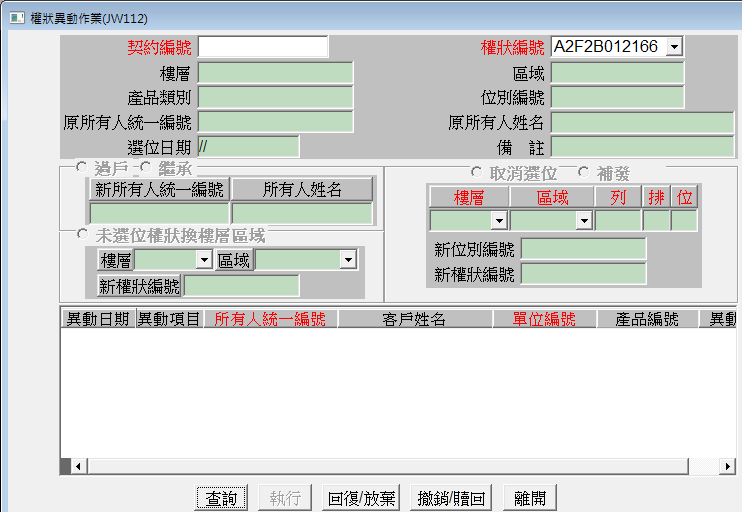 權狀異動作業(JW112)
契約編號 權狀編號 A2F2B012166
樓層 區域
產品類別 位別編號
原所有人統一編號 原所有人姓名
選位日期 // 備 註
過戶 繼承 取消選位 補發
新所有人統一編號 所有人姓名 樓層 區域 列 排 位
未選位權狀換樓層區域
樓層 區域 新位別編號
新權狀編號 新權狀編號
異動日期 異動項目 所有人統一編號 客戶姓名 單位編號 產品編號 異動
查詢 執行 回復/放棄 撤銷/贖回 離開